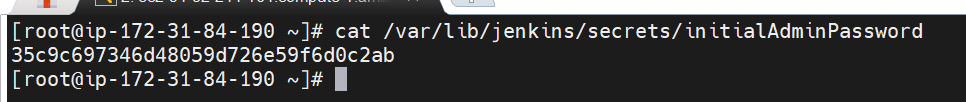 [root@ip-172-31-84-190 ~]# cat /var/lib/jenkins/secrets/initialAdminPassword
35c9c697346d48059d726e59f6d0c2ab
[root@ip-172-31-84-190 ~]#